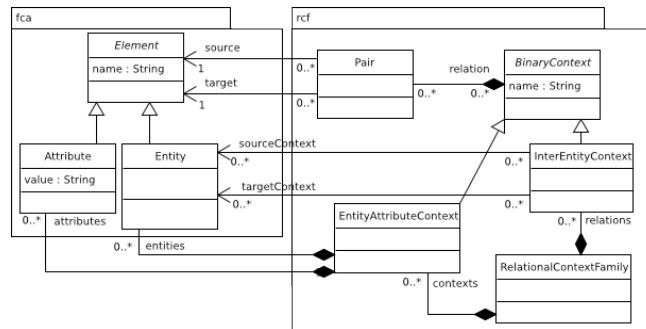 fca
rcf
Element
name : String
source
1
0..*
target
1
0..*
Pair
relation
0..*
0..*
BinaryContext
name : String
Attribute
value : String
Entity
sourceContext
0..*
0..*
InterEntityContext
targetContext
0..*
0..*
0..*
attributes
0..*
entities
EntityAttributeContext
0..*
relations
0..*
contexts
RelationalContextFamily